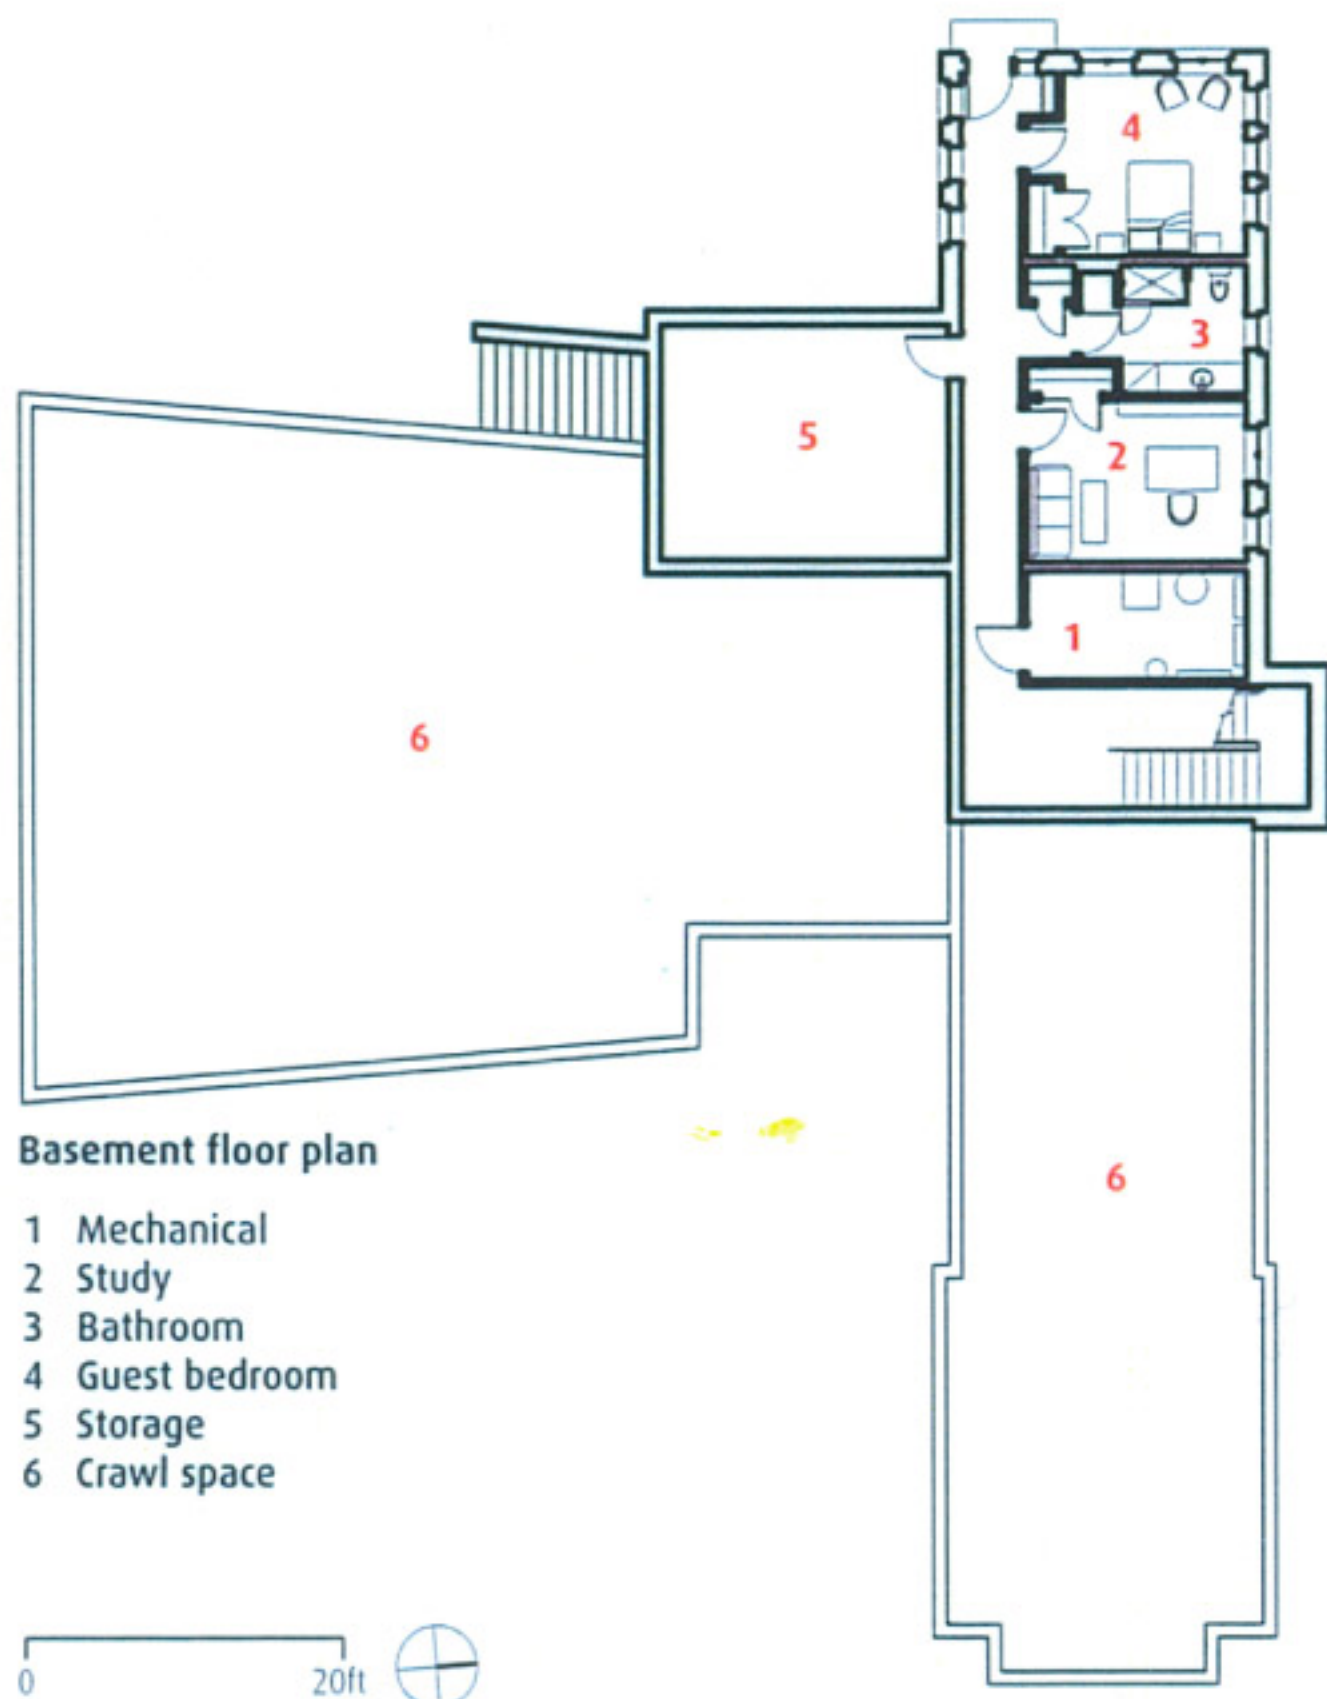 4
3
5
2
1
6
6
Basement floor plan
1 Mechanical
2 Study
3 Bathroom
4 Guest bedroom
5 Storage
6 Crawl space
0 20ft